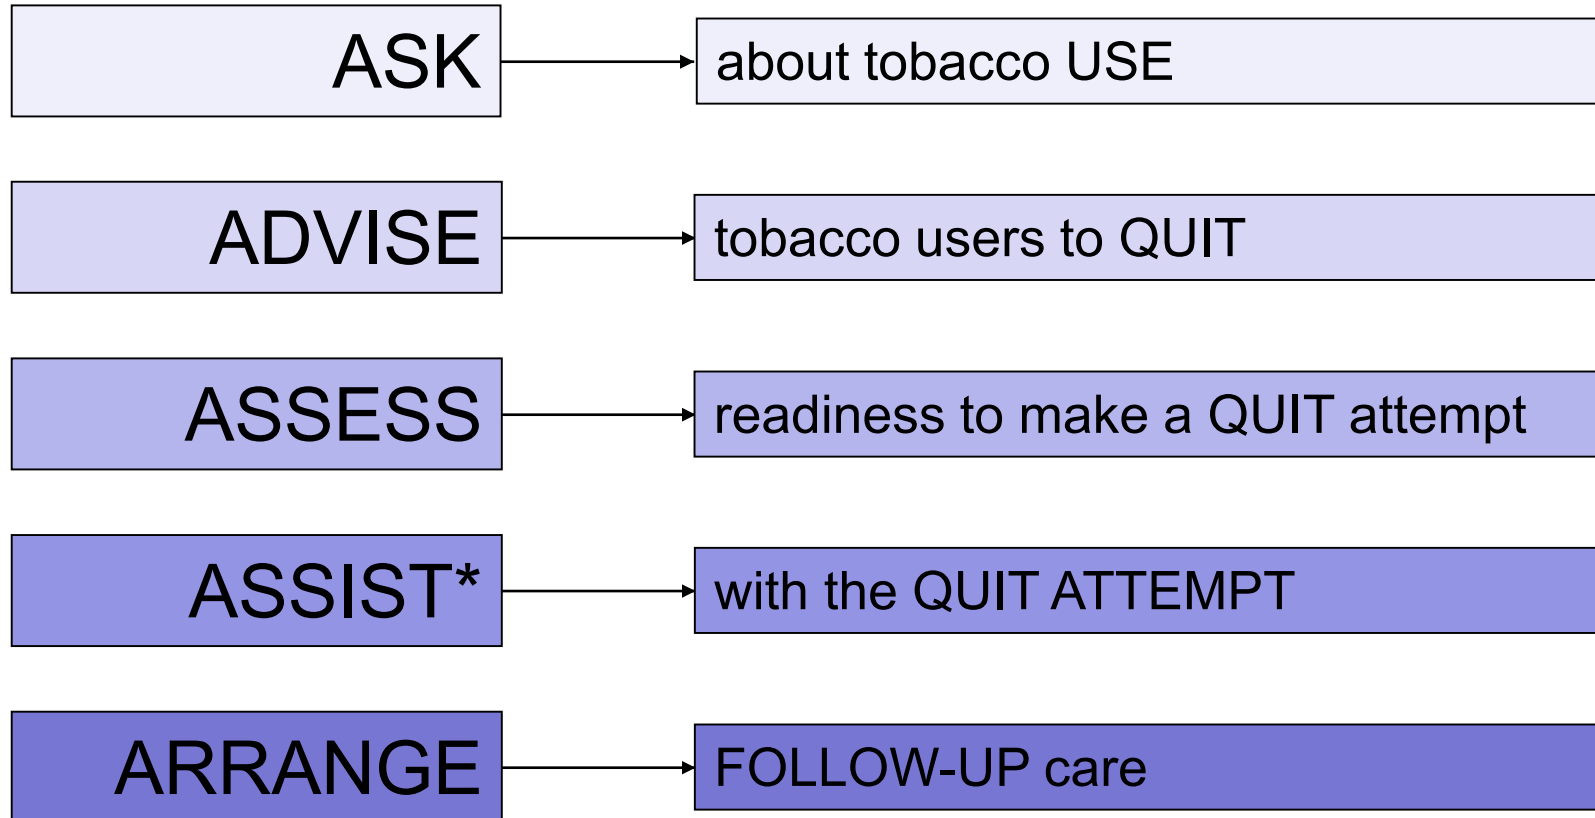 ASK about tobacco USE
ADVISE tobacco users to QUIT
ASSESS readiness to make a QUIT attempt
ASSIST* with the QUIT ATTEMPT
ARRANGE FOLLOW-UP care